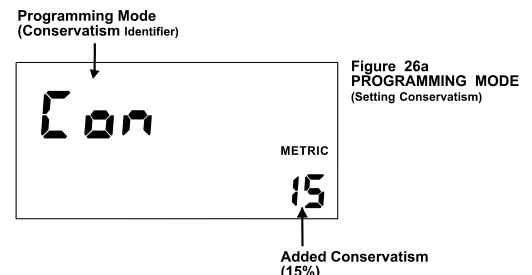 Programming Mode
(Conservatism Identifier)
Figure 26a
PROGRAMMING MODE
(Setting Conservatism)
Con
METRIC
15
Added Conservatism
(15%)